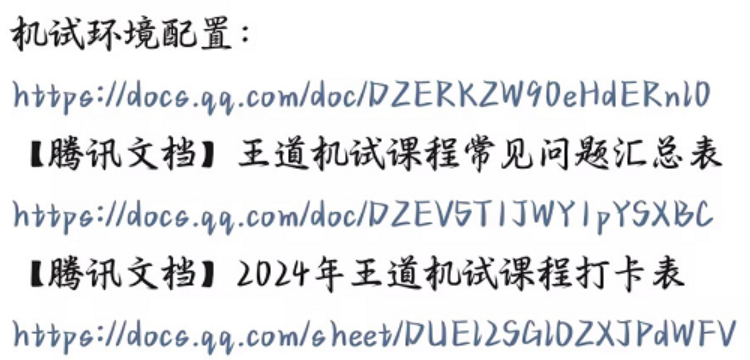 机试环境配置：
https://docs.qq.com/doc/DZERKZW90eHdERnl0
【腾讯文档】王道机试课程常见问题汇总表
https://docs.qq.com/doc/DZEV5T1JWY1pYSXBC
【腾讯文档】2024年王道机试课程打卡表
https://docs.qq.com/sheet/DUEl2SGlDZXJPdWFV